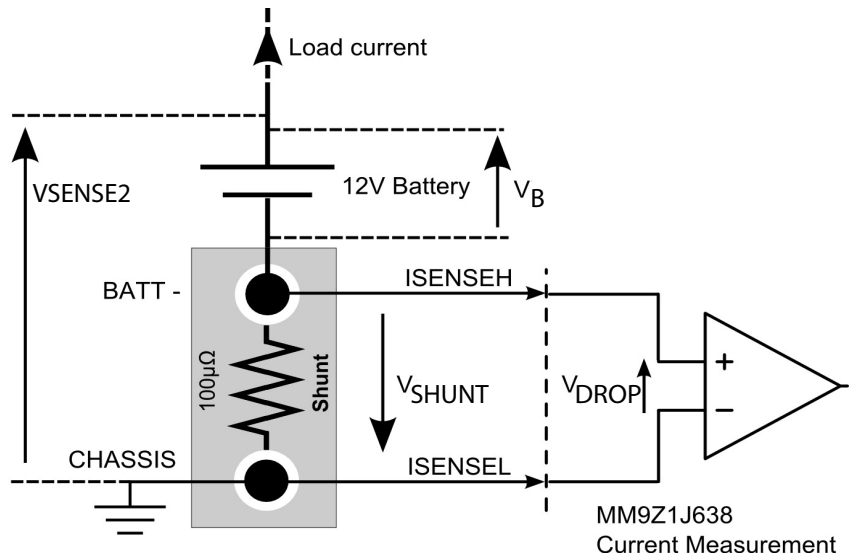 Load current
12V Battery
VSENSE2
VB
BATT -
ISENSEH
100µΩ
Shunt
VSHUNT
VDROP
+
−
CHASSIS
ISENSEL
MM9Z1J638
Current Measurement